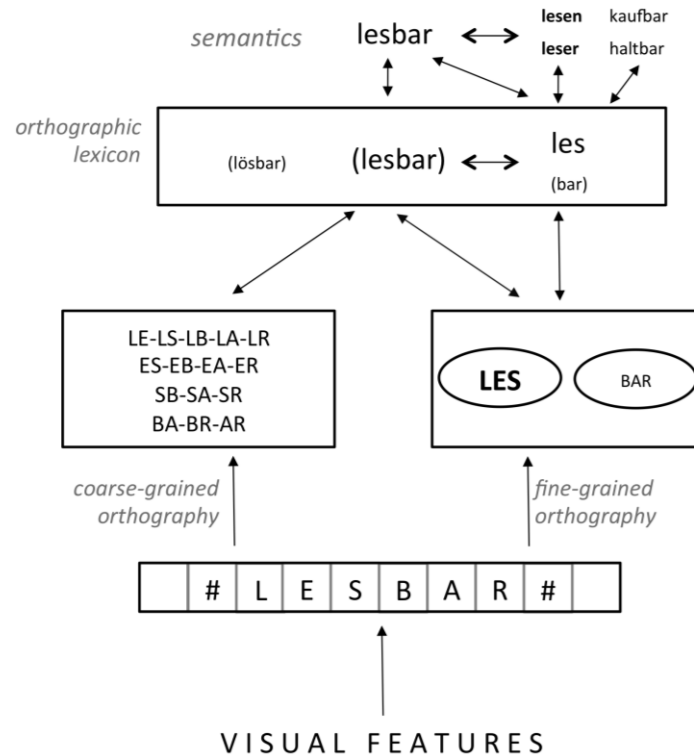 semantics
lesbar
lesen kaufbar
leser haltbar
orthographic
lexicon
(lösbar)
(lesbar)
les
(bar)
LE-LS-LB-LA-LR
ES-EB-EA-ER
SB-SA-SR
BA-BR-AR
LES
BAR
coarse-grained
orthography
fine-grained
orthography
# L E S B A R #
VISUAL FEATURES